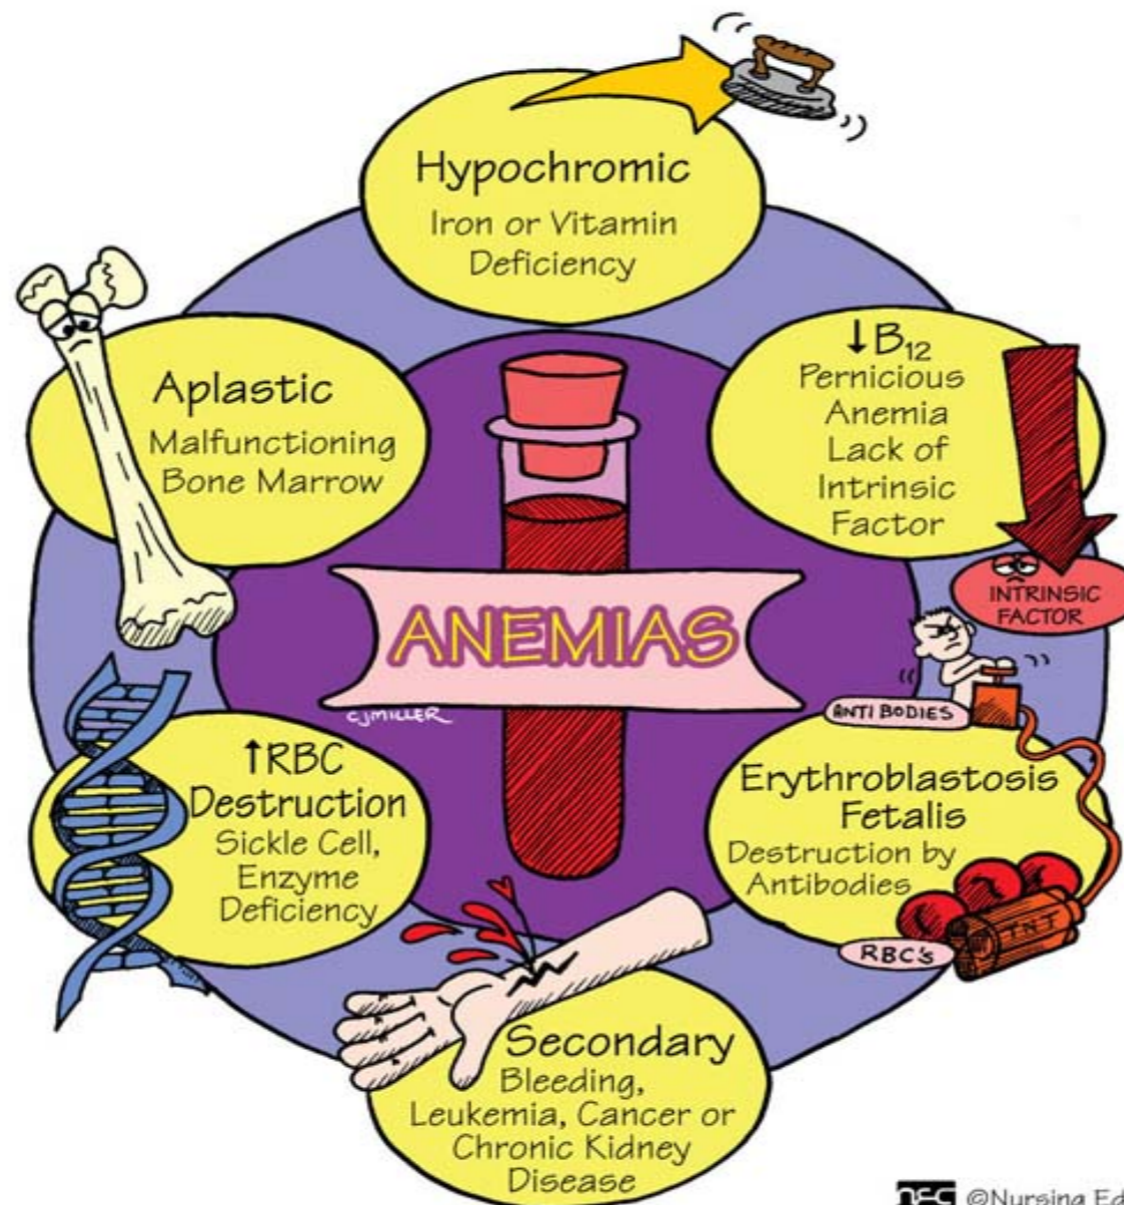 Hypochromic
Iron or Vitamin
Deficiency
Aplastic
Malfunctioning
Bone Marrow
↓B₁₂
Pernicious
Anemia
Lack of
Intrinsic
Factor
INTRINSIC
FACTOR
ANEMIAS
CJMILLER
ANTIBODIES
↑RBC
Destruction
Sickle Cell,
Enzyme
Deficiency
Erythroblastosis
Fetalis
Destruction by
Antibodies
TNT
RBC's
Secondary
Bleeding,
Leukemia, Cancer or
Chronic Kidney
Disease
©Nursing Ed